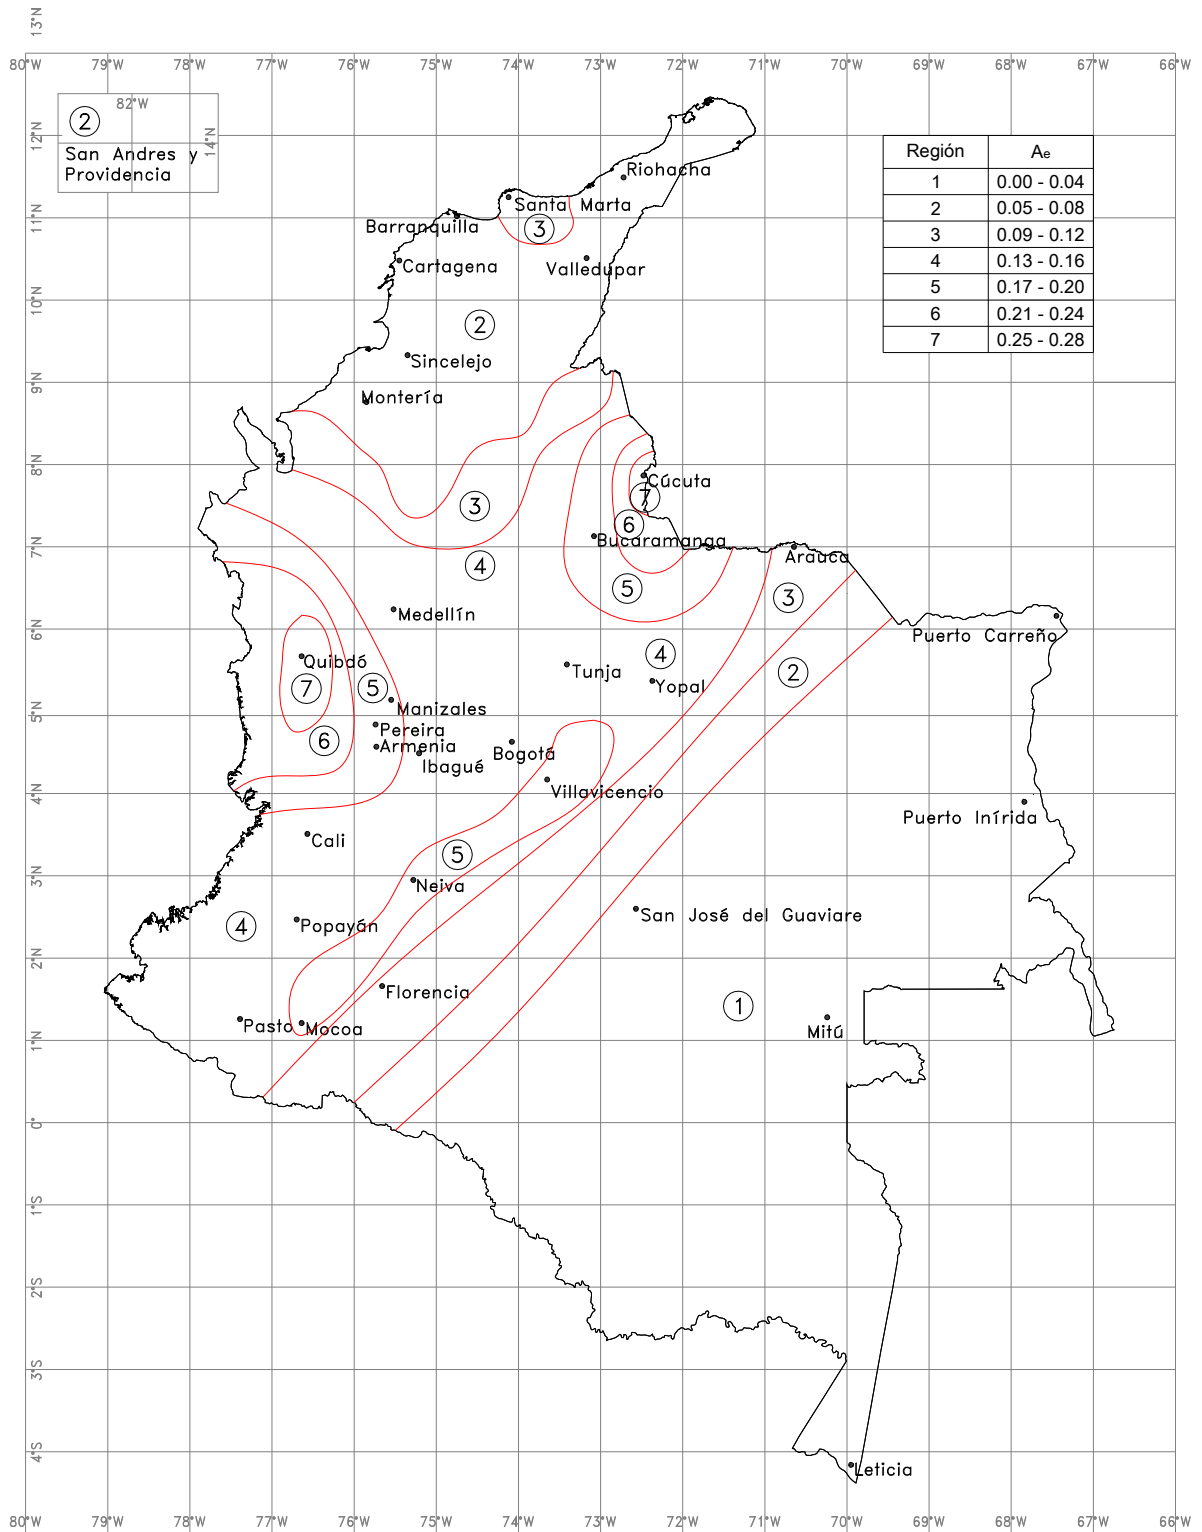 13°N
80°W 79°W 78°W 77°W 76°W 75°W 74°W 73°W 72°W 71°W 70°W 69°W 68°W 67°W 66°W
82°W
2
14°N
San Andres y
Providencia
12°N
Región Ae
1 0.00 - 0.04
2 0.05 - 0.08
3 0.09 - 0.12
4 0.13 - 0.16
5 0.17 - 0.20
6 0.21 - 0.24
7 0.25 - 0.28
Riohacha
Santa Marta
11°N
Barranquilla
3
Cartagena
Valledupar
10°N
2
Sincelejo
9°N
Montería
8°N
Cúcuta
7
3
6
Bucaramanga
7°N
Arauca
4
5
3
Medellín
6°N
Puerto Carreño
4
Quibdó
Tunja
2
7
5
Yopal
Manizales
5°N
Pereira
6
Armenia
Bogotá
Ibagué
4°N
Villavicencio
Puerto Inírida
Cali
5
3°N
Neiva
San José del Guaviare
4
Popayán
2°N
Florencia
1
Pasto
Mocoa
Mitú
1°N
0°
1°S
2°S
3°S
4°S
Leticia
80°W 79°W 78°W 77°W 76°W 75°W 74°W 73°W 72°W 71°W 70°W 69°W 68°W 67°W 66°W